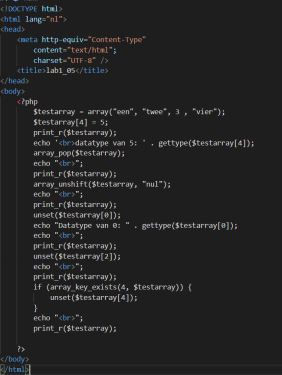 <!DOCTYPE html>
<html lang="nl">
<head>
<meta http-equiv="Content-Type"
content="text/html";
charset="UTF-8" />
<title>lab1_05</title>
</head>
<body>
<?php
$testarray = array("een", "twee", 3 , "vier");
$testarray[4] = 5;
print_r($testarray);
echo '<br>datatype van 5: ' . gettype($testarray[4]);
array_pop($testarray);
echo "<br>";
print_r($testarray);
array_unshift($testarray, "nul");
echo "<br>";
print_r($testarray);
unset($testarray[0]);
echo "Datatype van 0: " . gettype($testarray[0]);
echo "<br>";
print_r($testarray);
unset($testarray[2]);
echo "<br>";
print_r($testarray);
if (array_key_exists(4, $testarray)) {
unset($testarray[4]);
}
echo "<br>";
print_r($testarray);
?>
</body>
</html>